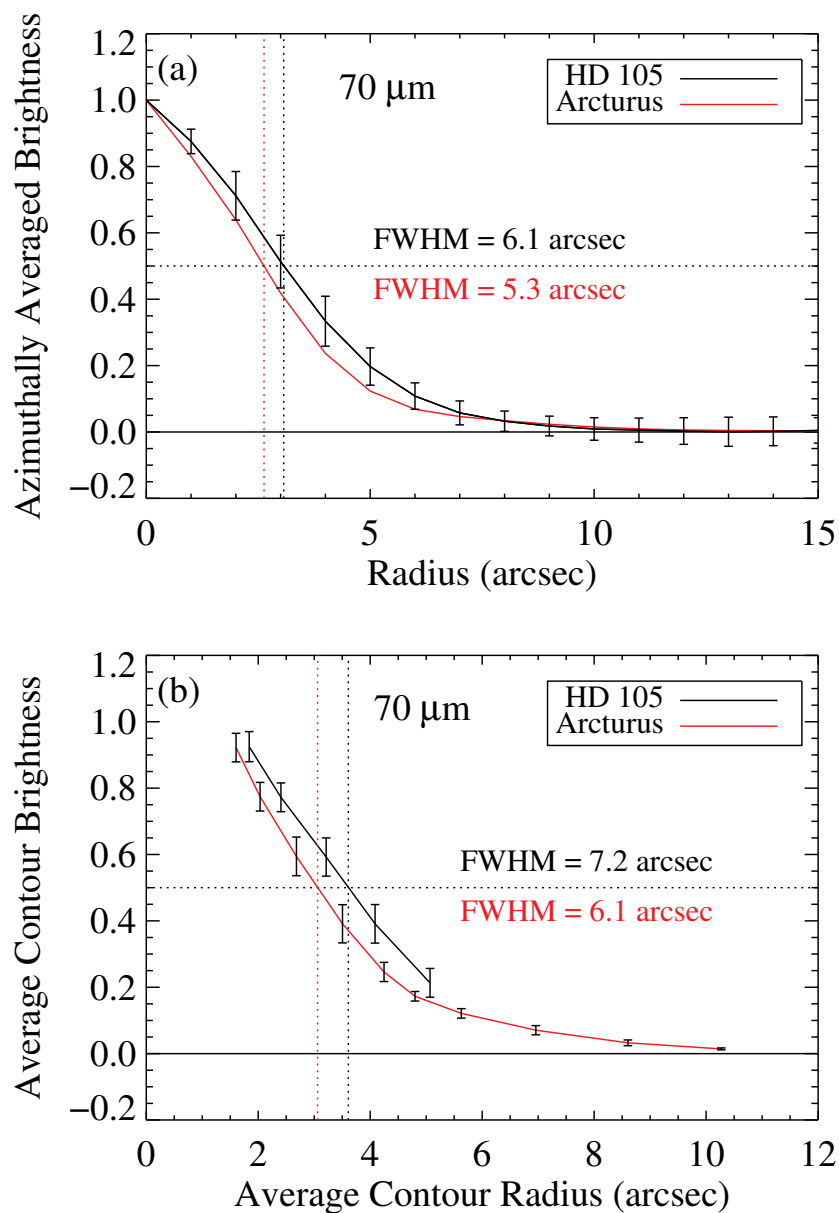 (a)
70 μm
HD 105
Arcturus
FWHM = 6.1 arcsec
FWHM = 5.3 arcsec
Azimuthally Averaged Brightness
1.2
1.0
0.8
0.6
0.4
0.2
0.0
−0.2
0 5 10 15
Radius (arcsec)
(b)
70 μm
HD 105
Arcturus
FWHM = 7.2 arcsec
FWHM = 6.1 arcsec
Average Contour Brightness
1.2
1.0
0.8
0.6
0.4
0.2
0.0
−0.2
0 2 4 6 8 10 12
Average Contour Radius (arcsec)